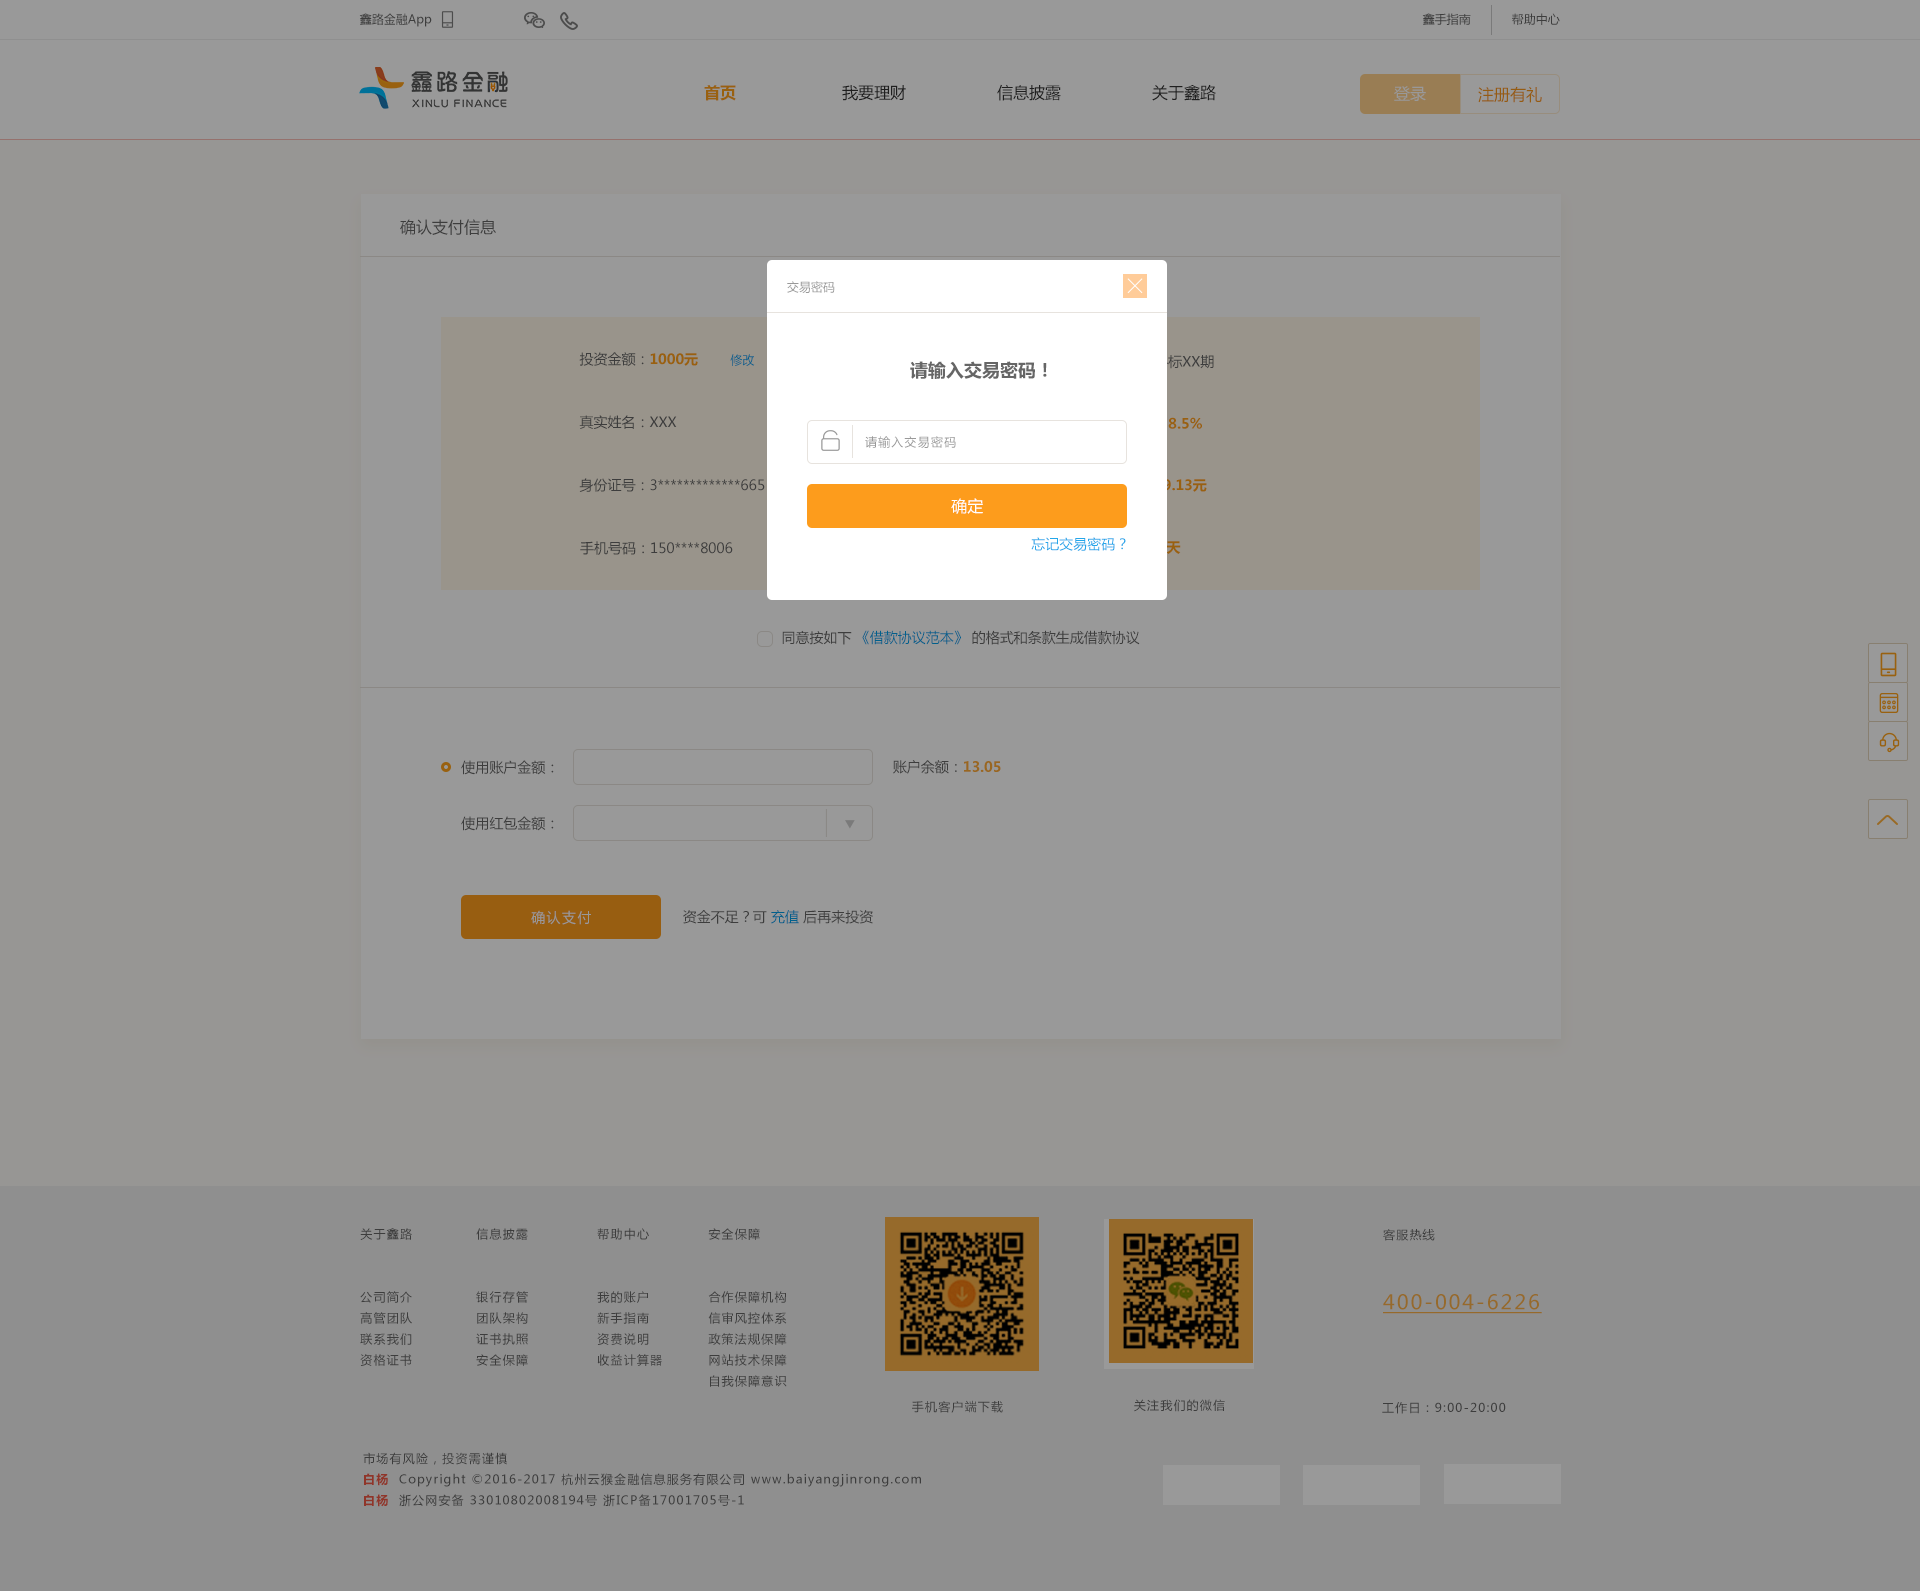 鑫路金融App
鑫手指南
帮助中心
鑫路金融
XINLU FINANCE
首页
我要理财
信息披露
关于鑫路
登录
注册有礼
确认支付信息
交易密码
请输入交易密码！
请输入交易密码
确定
忘记交易密码？
投资金额：1000元
修改
标XX期
真实姓名：XXX
8.5%
身份证号：3*************665
9.13元
手机号码：150****8006
天
同意按如下《借款协议范本》的格式和条款生成借款协议
使用账户金额：
账户余额：13.05
使用红包金额：
确认支付
资金不足？可 充值 后再来投资
关于鑫路
公司简介
高管团队
联系我们
资格证书
信息披露
银行存管
团队架构
证书执照
安全保障
帮助中心
我的账户
新手指南
资费说明
收益计算器
安全保障
合作保障机构
信审风控体系
政策法规保障
网站技术保障
自我保障意识
手机客户端下载
关注我们的微信
客服热线
400-004-6226
工作日：9:00-20:00
市场有风险，投资需谨慎
白杨 Copyright ©2016-2017 杭州云猴金融信息服务有限公司 www.baiyangjinrong.com
白杨 浙公网安备 33010802008194号 浙ICP备17001705号-1